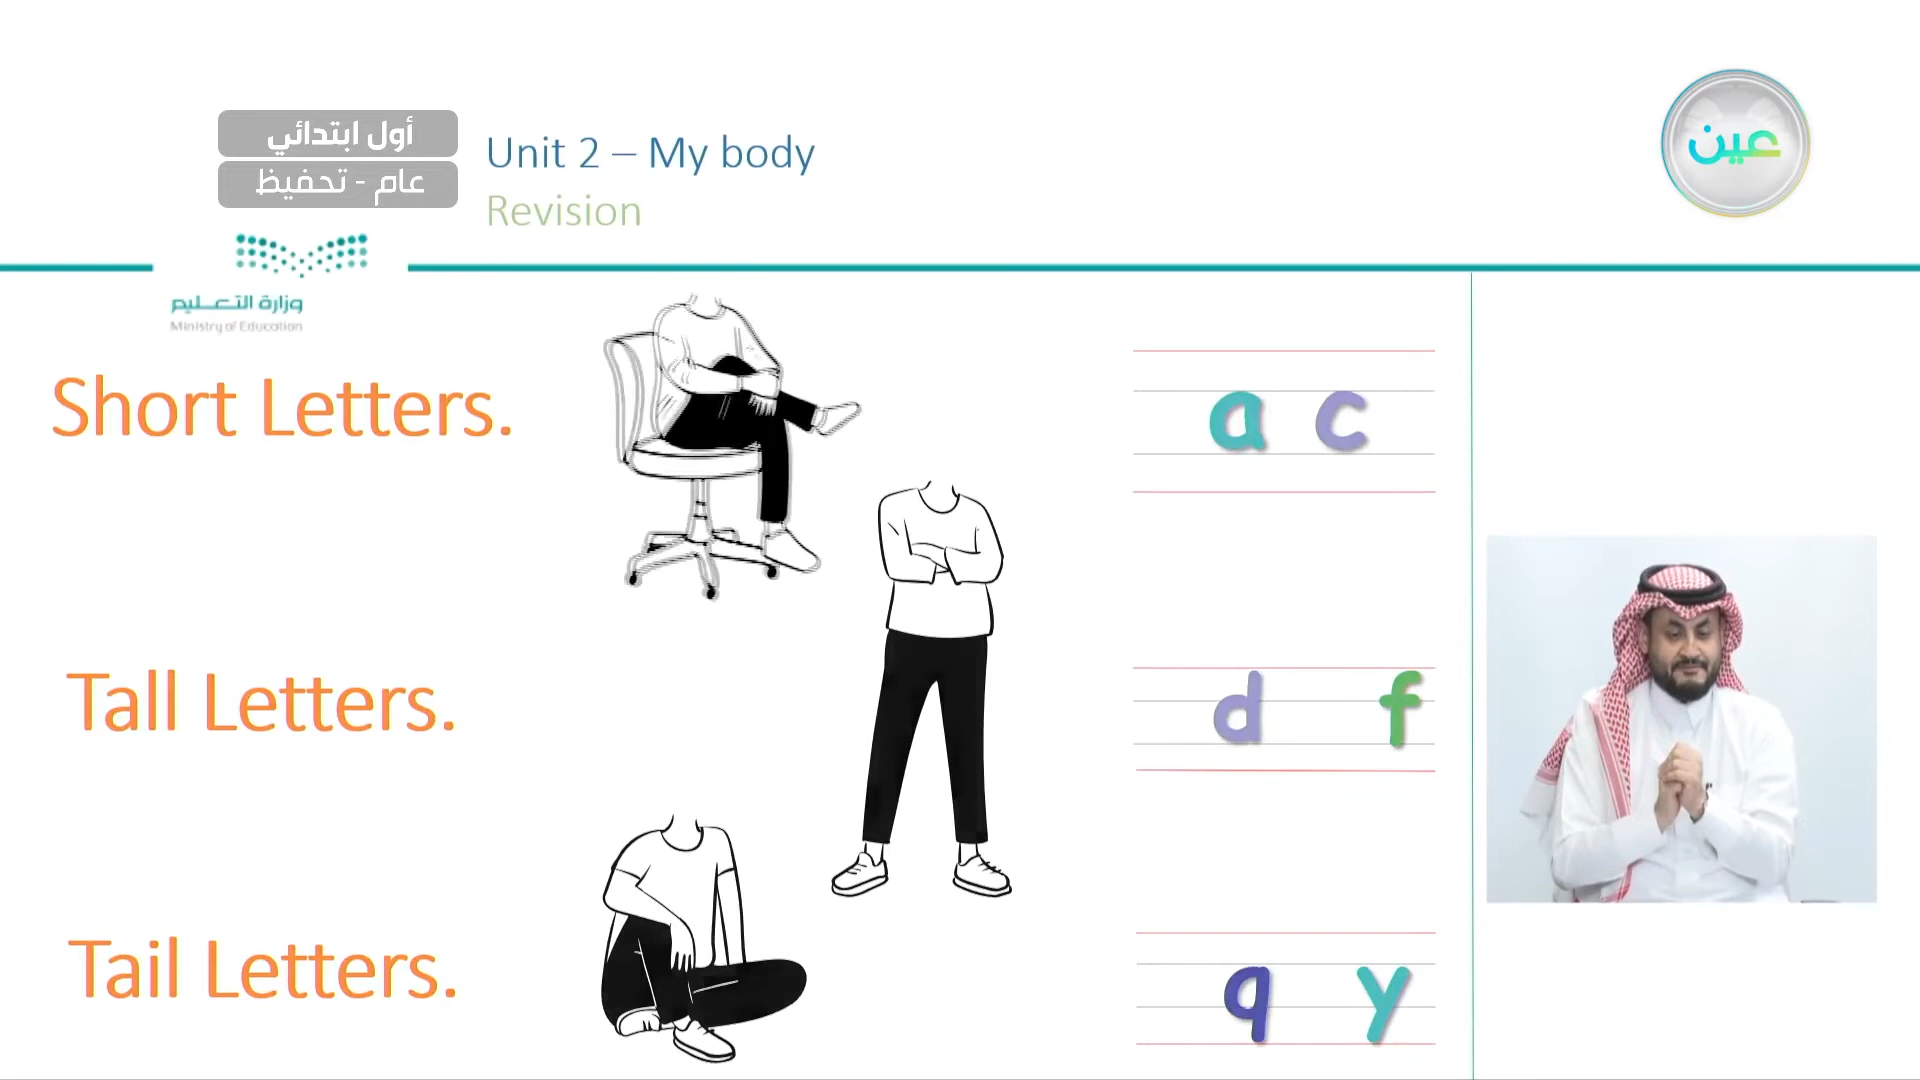 أول ابتدائي
عام - تحفيظ
Unit 2 – My body
Revision
عين
وزارة التعليم
Ministry of Education
Short Letters.
a c
Tall Letters.
d f
Tail Letters.
q y